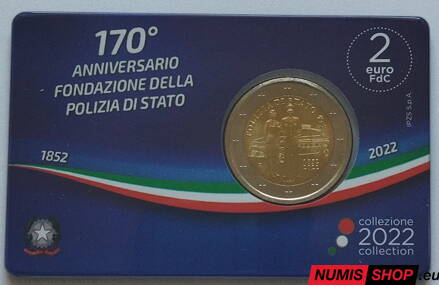 170°
ANNIVERSARIO
FONDAZIONE DELLA
POLIZIA DI STATO
2
euro
FdC
IPZS S.p.A.
1852
2022
collezione
2022
collection
NUMIS SHOP.eu